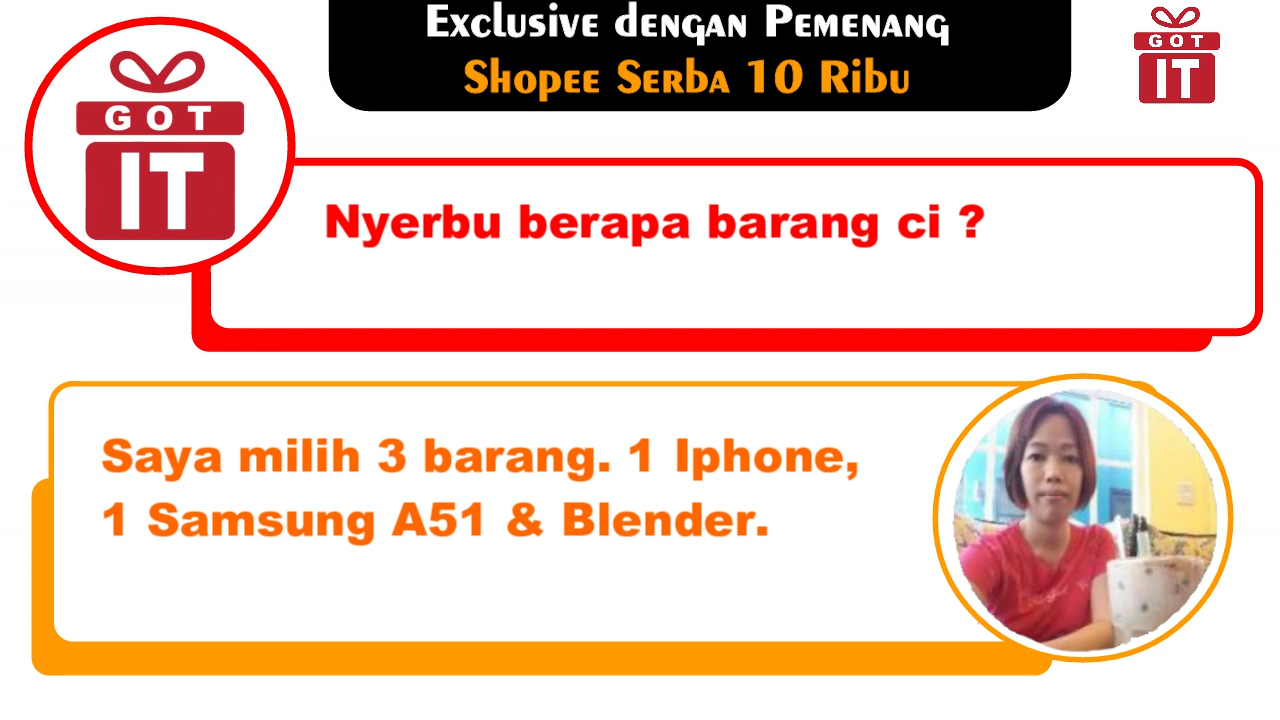 Exclusive dengan Pemenang
Shopee Serba 10 Ribu
GOT
IT
GOT
IT
Nyerbu berapa barang ci ?
Saya milih 3 barang. 1 Iphone,
1 Samsung A51 & Blender.